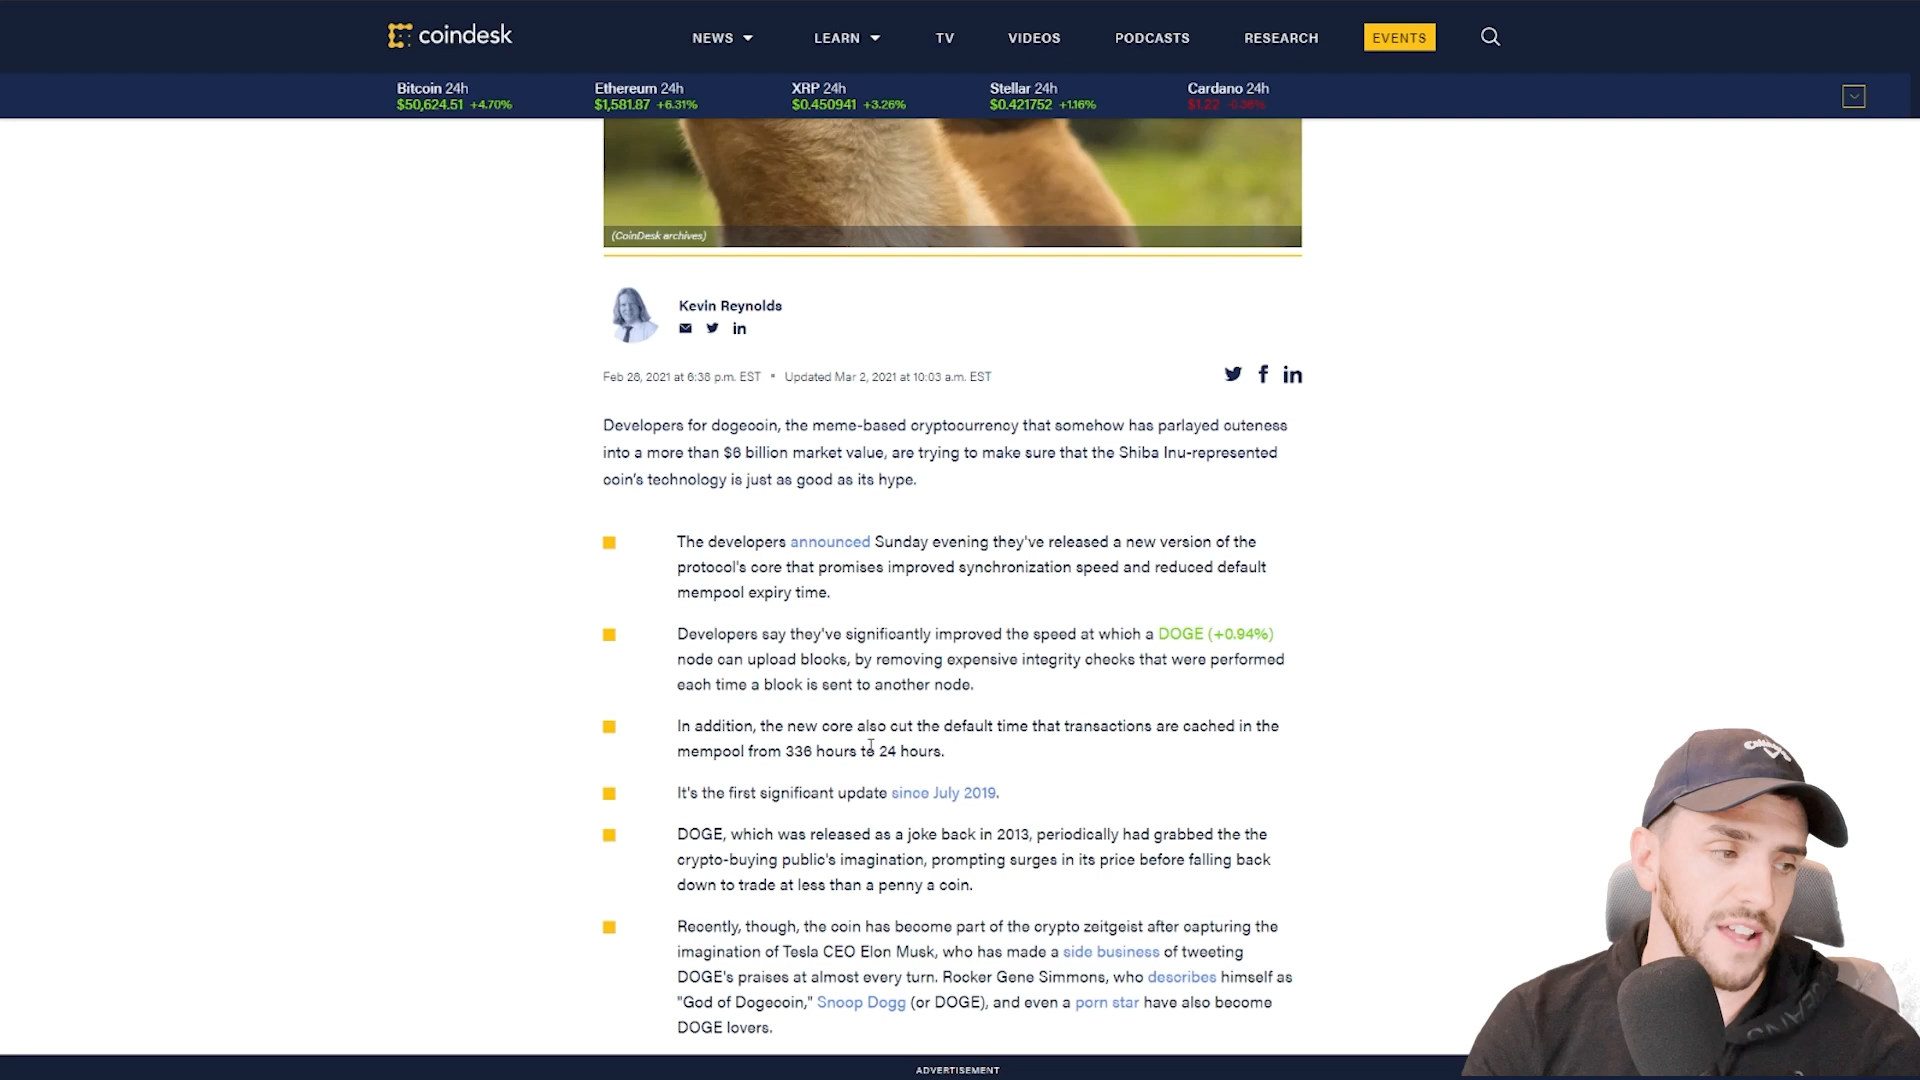 coindesk
NEWS LEARN TV VIDEOS PODCASTS RESEARCH EVENTS
Bitcoin 24h Ethereum 24h XRP 24h Stellar 24h Cardano 24h
$50,624.51 +4.70% $1,581.87 +6.31% $0.450941 +3.26% $0.421752 +1.16% $1.22 -0.36%
(CoinDesk archives)
Kevin Reynolds
in
Feb 28, 2021 at 6:38 p.m. EST • Updated Mar 2, 2021 at 10:03 a.m. EST
f in
Developers for dogecoin, the meme-based cryptocurrency that somehow has parlayed cuteness
into a more than $6 billion market value, are trying to make sure that the Shiba Inu-represented
coin's technology is just as good as its hype.
The developers announced Sunday evening they've released a new version of the
protocol's core that promises improved synchronization speed and reduced default
mempool expiry time.
Developers say they've significantly improved the speed at which a DOGE (+0.94%)
node can upload blocks, by removing expensive integrity checks that were performed
each time a block is sent to another node.
In addition, the new core also cut the default time that transactions are cached in the
mempool from 336 hours to 24 hours.
It's the first significant update since July 2019.
DOGE, which was released as a joke back in 2013, periodically had grabbed the the
crypto-buying public's imagination, prompting surges in its price before falling back
down to trade at less than a penny a coin.
Recently, though, the coin has become part of the crypto zeitgeist after capturing the
imagination of Tesla CEO Elon Musk, who has made a side business of tweeting
DOGE's praises at almost every turn. Rocker Gene Simmons, who describes himself as
"God of Dogecoin," Snoop Dogg (or DOGE), and even a porn star have also become
DOGE lovers.
ADVERTISEMENT